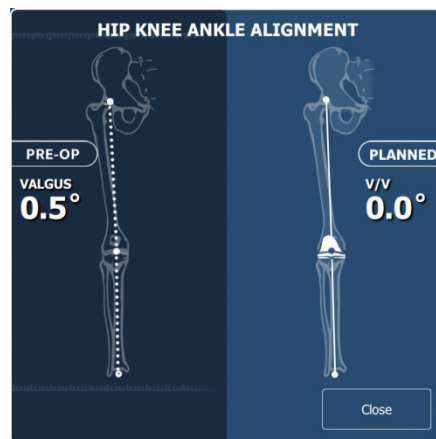 HIP KNEE ANKLE ALIGNMENT
PRE-OP
VALGUS
0.5°
PLANNED
V/V
0.0°
Close